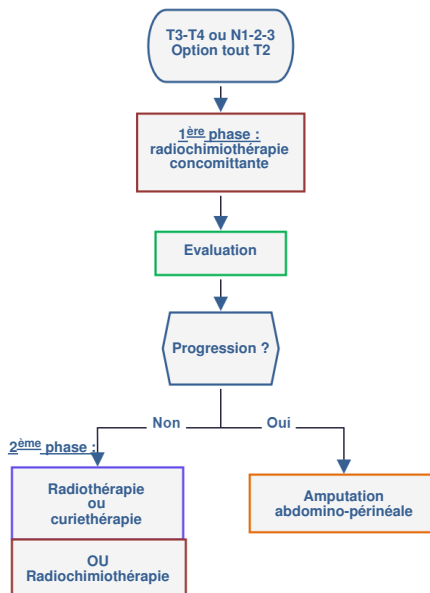 T3-T4 ou N1-2-3
Option tout T2
1ère phase :
radiochimiothérapie
concomittante
Evaluation
Progression ?
Non
Oui
2ème phase :
Radiothérapie
ou
curiethérapie
OU
Radiochimiothérapie
Amputation
abdomino-périnéale